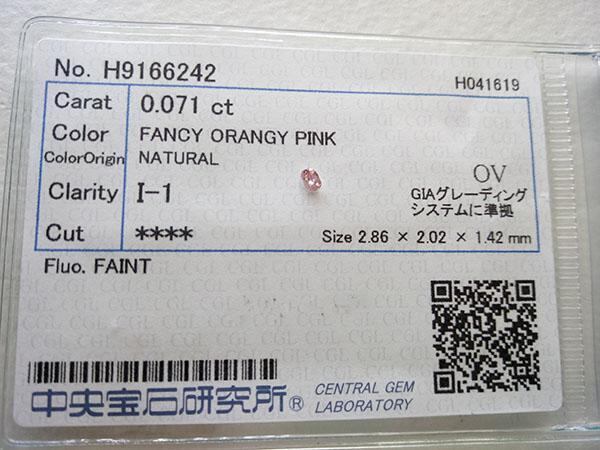 No. H9166242
H041619
Carat 0.071 ct
Color FANCY ORANGY PINK
ColorOrigin NATURAL
Clarity I-1
OV
GIAグレーディング
システムに準拠
Cut ****
Size 2.86 × 2.02 × 1.42 mm
Fluo. FAINT
中央宝石研究所®
CENTRAL GEM
LABORATORY